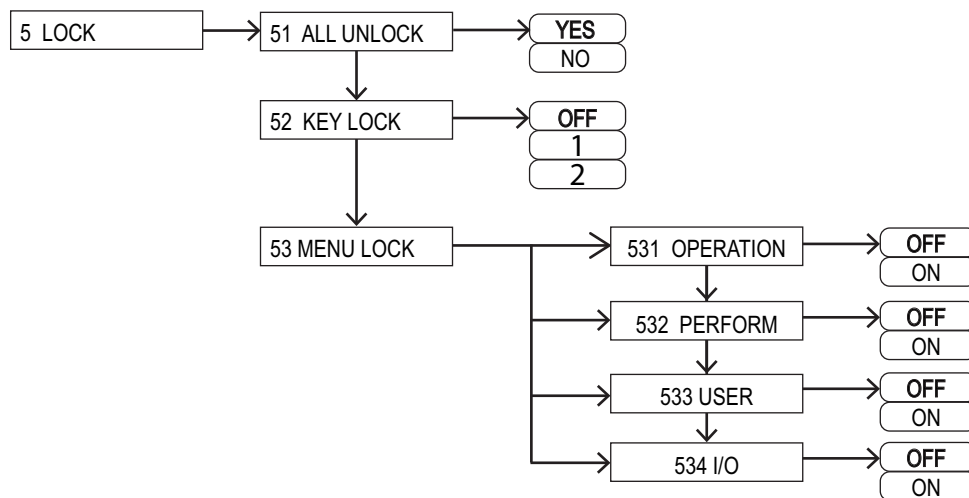 5 LOCK
51 ALL UNLOCK
YES
NO
52 KEY LOCK
OFF
1
2
53 MENU LOCK
531 OPERATION
OFF
ON
532 PERFORM
OFF
ON
533 USER
OFF
ON
534 I/O
OFF
ON